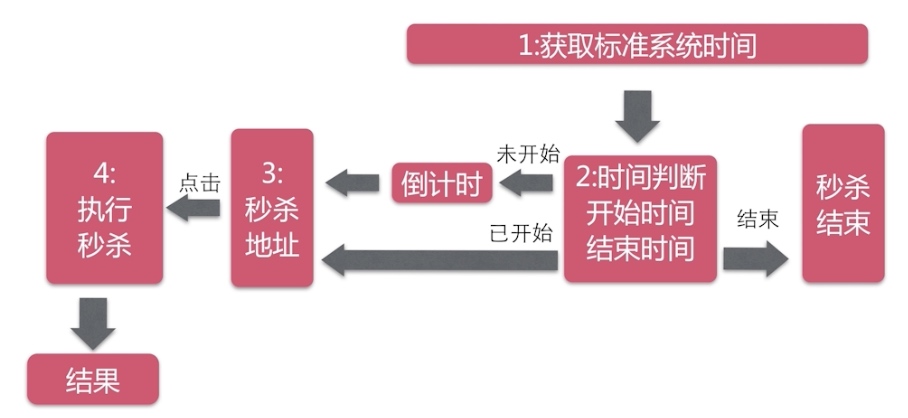 1:获取标准系统时间
2:时间判断
开始时间
结束时间
未开始
倒计时
已开始
结束
秒杀
结束
3:
秒杀
地址
点击
4:
执行
秒杀
结果